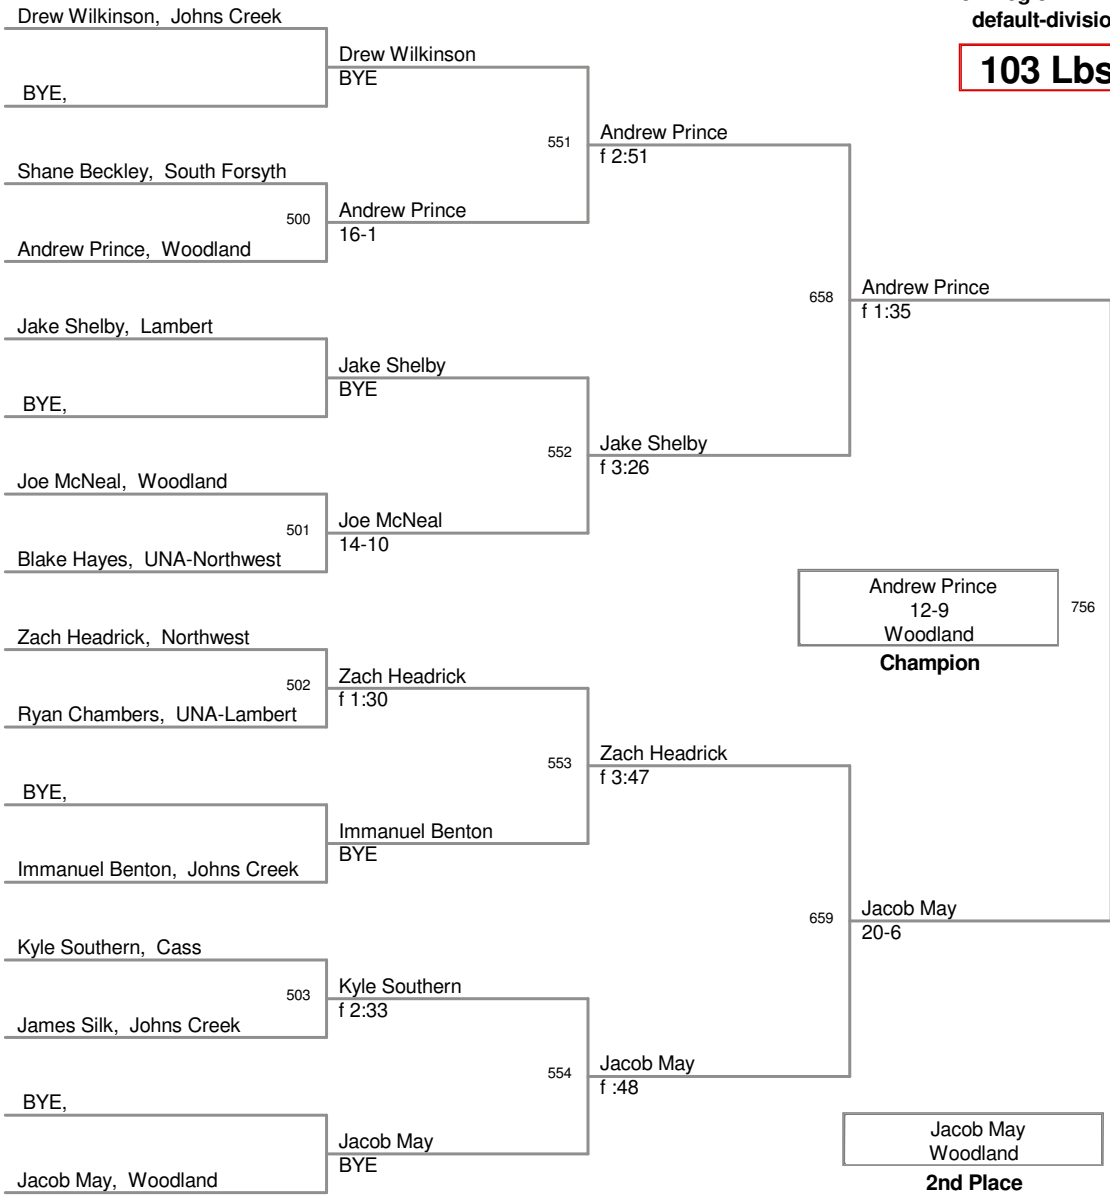 default-divisio
103 Lbs
Drew Wilkinson, Johns Creek
Drew Wilkinson
BYE
BYE,
551
Andrew Prince
f 2:51
Shane Beckley, South Forsyth
500
Andrew Prince
16-1
Andrew Prince, Woodland
658
Andrew Prince
f 1:35
Jake Shelby, Lambert
Jake Shelby
BYE
BYE,
552
Jake Shelby
f 3:26
Joe McNeal, Woodland
501
Joe McNeal
14-10
Blake Hayes, UNA-Northwest
Andrew Prince
12-9
Woodland
Champion
756
Zach Headrick, Northwest
502
Zach Headrick
f 1:30
Ryan Chambers, UNA-Lambert
553
Zach Headrick
f 3:47
BYE,
Immanuel Benton
BYE
Immanuel Benton, Johns Creek
659
Jacob May
20-6
Kyle Southern, Cass
503
Kyle Southern
f 2:33
James Silk, Johns Creek
554
Jacob May
f :48
BYE,
Jacob May
BYE
Jacob May, Woodland
Jacob May
Woodland
2nd Place